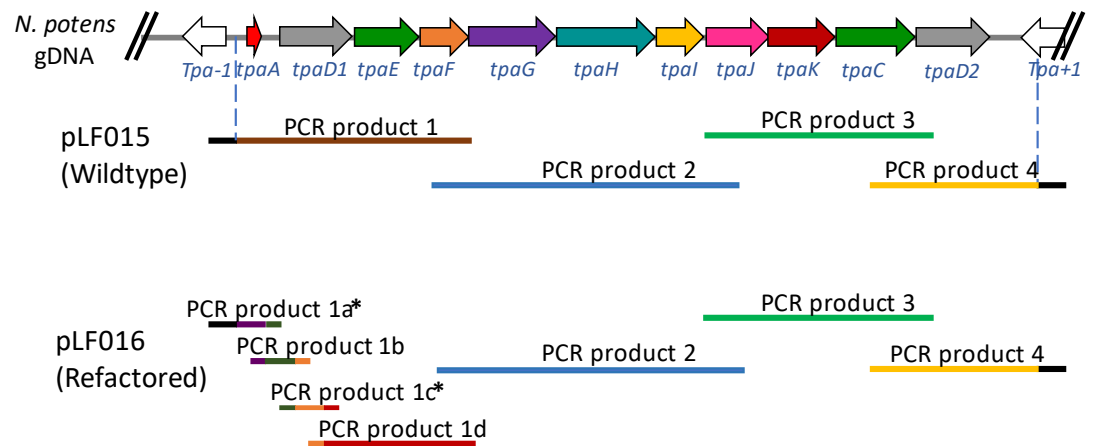 N. potens
gDNA
Tpa-1 tpaA tpaD1 tpaE tpaF tpaG tpaH tpaI tpaJ tpaK tpaC tpaD2 Tpa+1
pLF015
(Wildtype)
PCR product 1
PCR product 3
PCR product 2
PCR product 4
pLF016
(Refactored)
PCR product 1a*
PCR product 3
PCR product 1b
PCR product 2
PCR product 4
PCR product 1c*
PCR product 1d